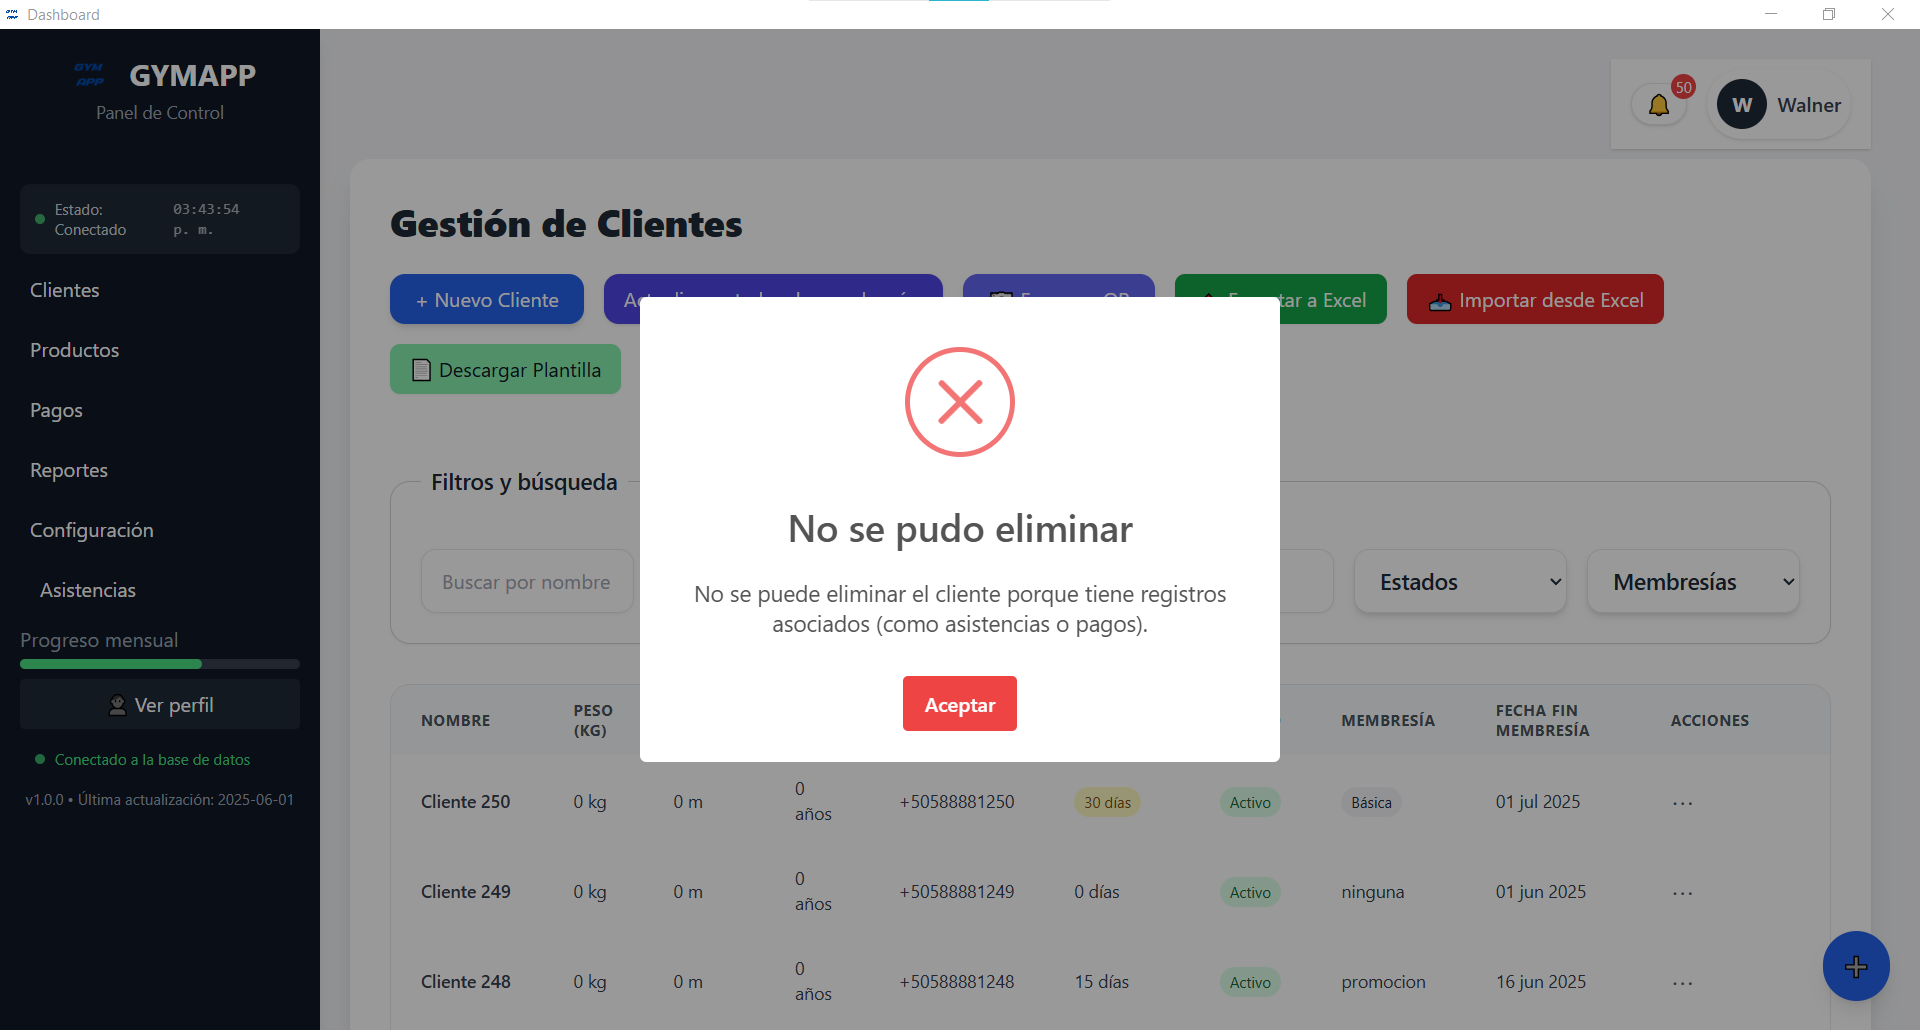 Dashboard
GYM
APP
GYMAPP
Panel de Control
Estado:
Conectado
03:43:54
p. m.
Clientes
Productos
Pagos
Reportes
Configuración
Asistencias
Progreso mensual
Ver perfil
Conectado a la base de datos
v1.0.0 • Última actualización: 2025-06-01
50
W
Walner
Gestión de Clientes
+ Nuevo Cliente
a Excel
Importar desde Excel
Descargar Plantilla
Filtros y búsqueda
Buscar por nombre
Estados
Membresías
No se pudo eliminar
No se puede eliminar el cliente porque tiene registros
asociados (como asistencias o pagos).
Aceptar
NOMBRE
PESO
(KG)
MEMBRESÍA
FECHA FIN
MEMBRESÍA
ACCIONES
Cliente 250
0 kg
0 m
0
años
+50588881250
30 días
Activo
Básica
01 jul 2025
...
Cliente 249
0 kg
0 m
0
años
+50588881249
0 días
Activo
ninguna
01 jun 2025
...
Cliente 248
0 kg
0 m
0
años
+50588881248
15 días
Activo
promocion
16 jun 2025
...
+